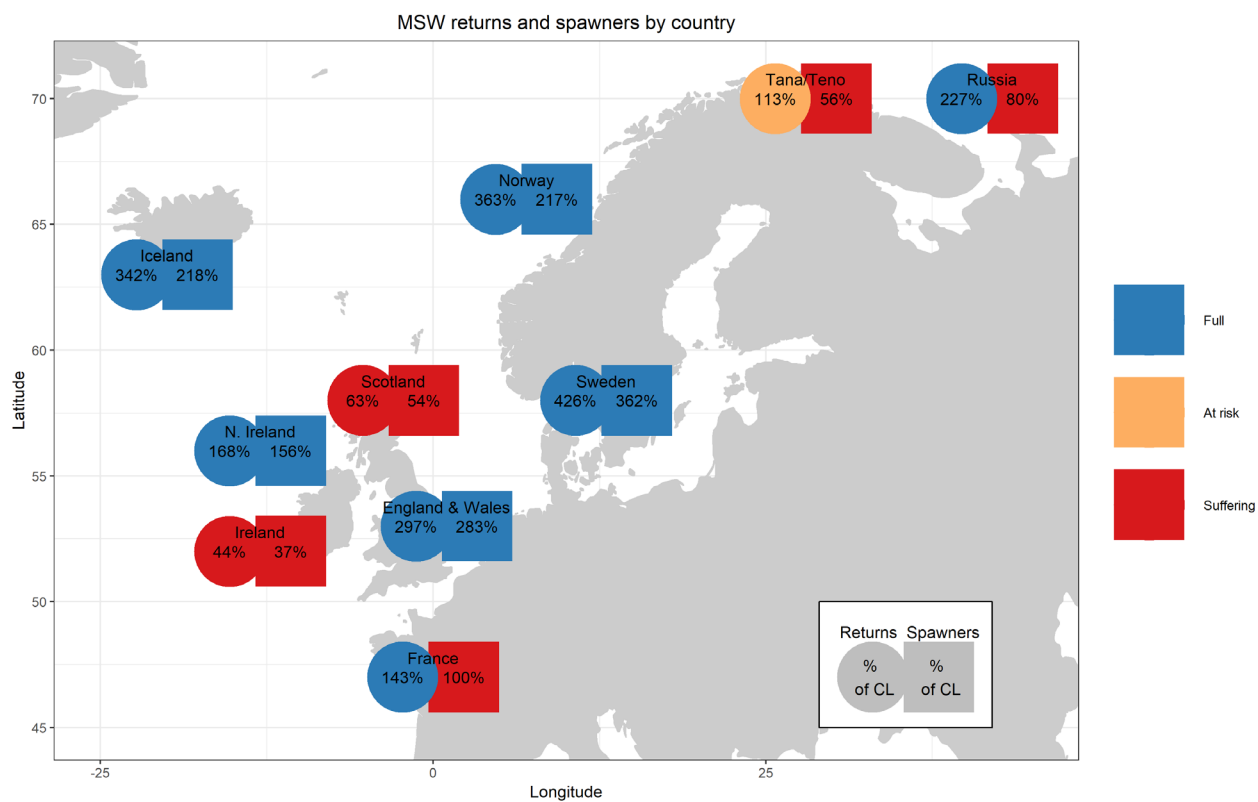 MSW returns and spawners by country
Tana/Teno
113% 56%
Russia
227% 80%
Norway
363% 217%
Iceland
342% 218%
Scotland
63% 54%
Sweden
426% 362%
N. Ireland
168% 156%
England & Wales
297% 283%
Ireland
44% 37%
France
143% 100%
Returns Spawners
% %
of CL of CL
70
65
60
55
50
45
Latitude
-25 0 25
Longitude
Full
At risk
Suffering